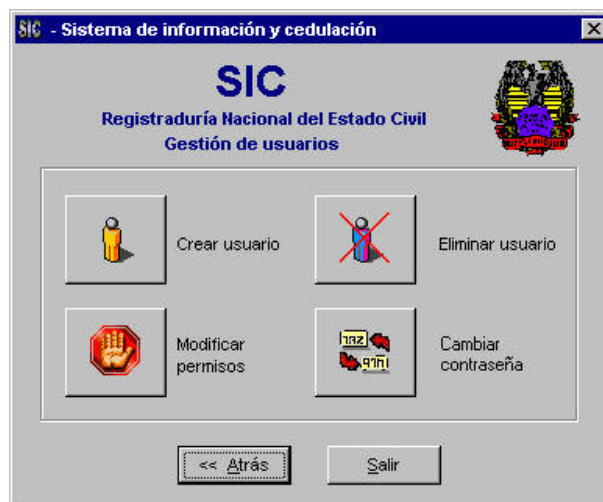 SIC - Sistema de información y cedulación
SIC
Registraduría Nacional del Estado Civil
Gestión de usuarios
Crear usuario
Eliminar usuario
Modificar
permisos
Cambiar
contraseña
<< Atrás
Salir